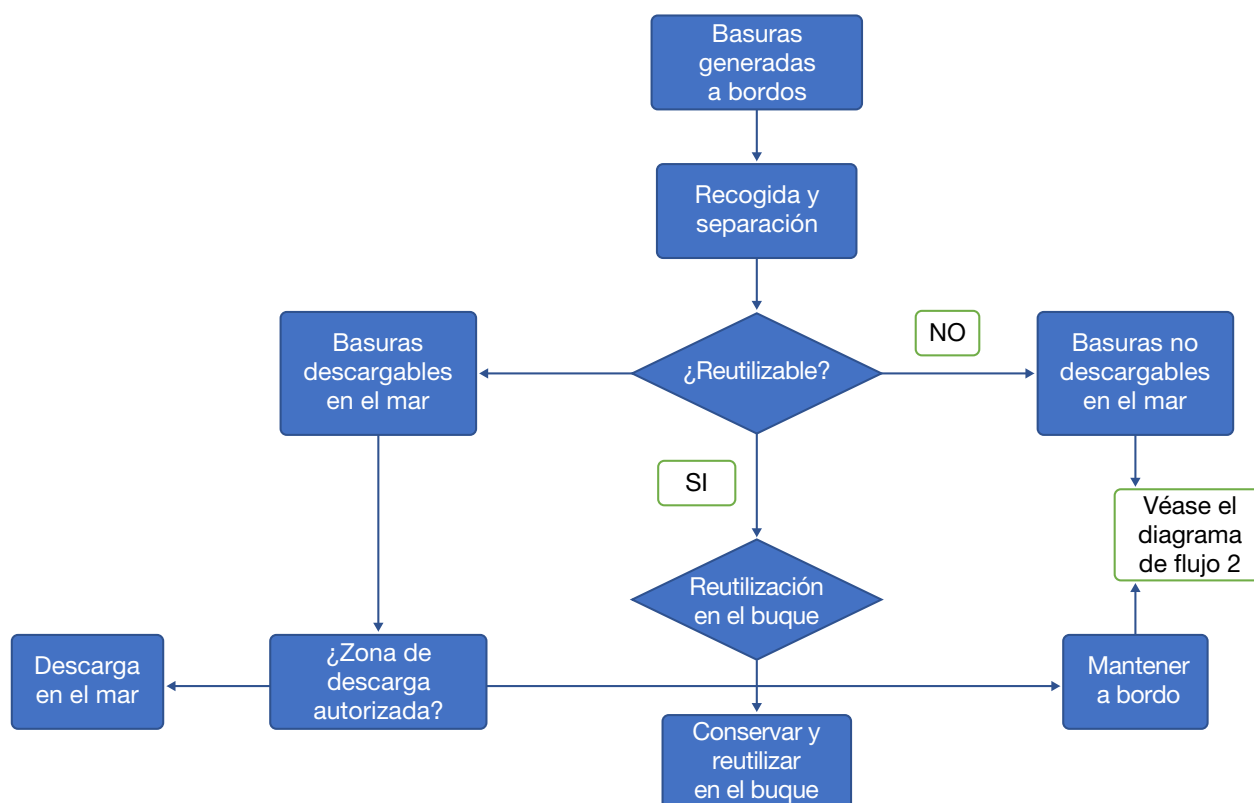 Basuras
generadas
a bordos
Recogida y
separación
Basuras
descargables
en el mar
¿Reutilizable?
NO
Basuras no
descargables
en el mar
SI
Véase el
diagrama
de flujo 2
Reutilización
en el buque
Descarga
en el mar
¿Zona de
descarga
autorizada?
Mantener
a bordo
Conservar y
reutilizar
en el buque